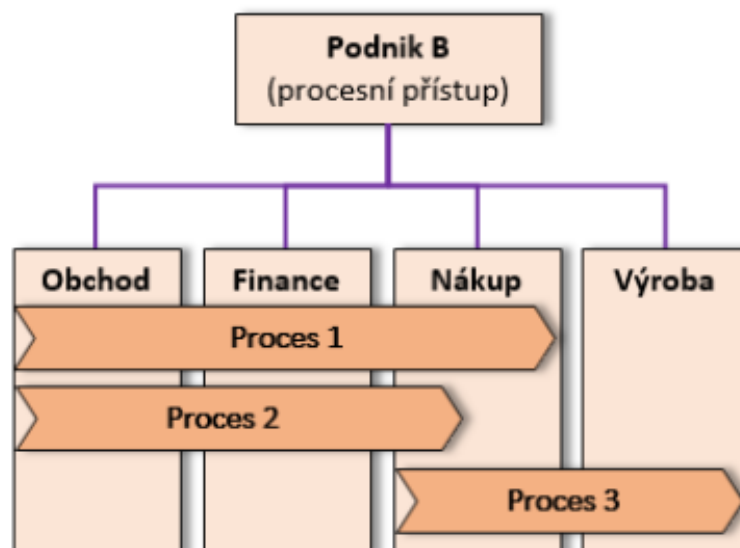 Podnik B
(procesní přístup)
Obchod
Finance
Nákup
Výroba
Proces 1
Proces 2
Proces 3